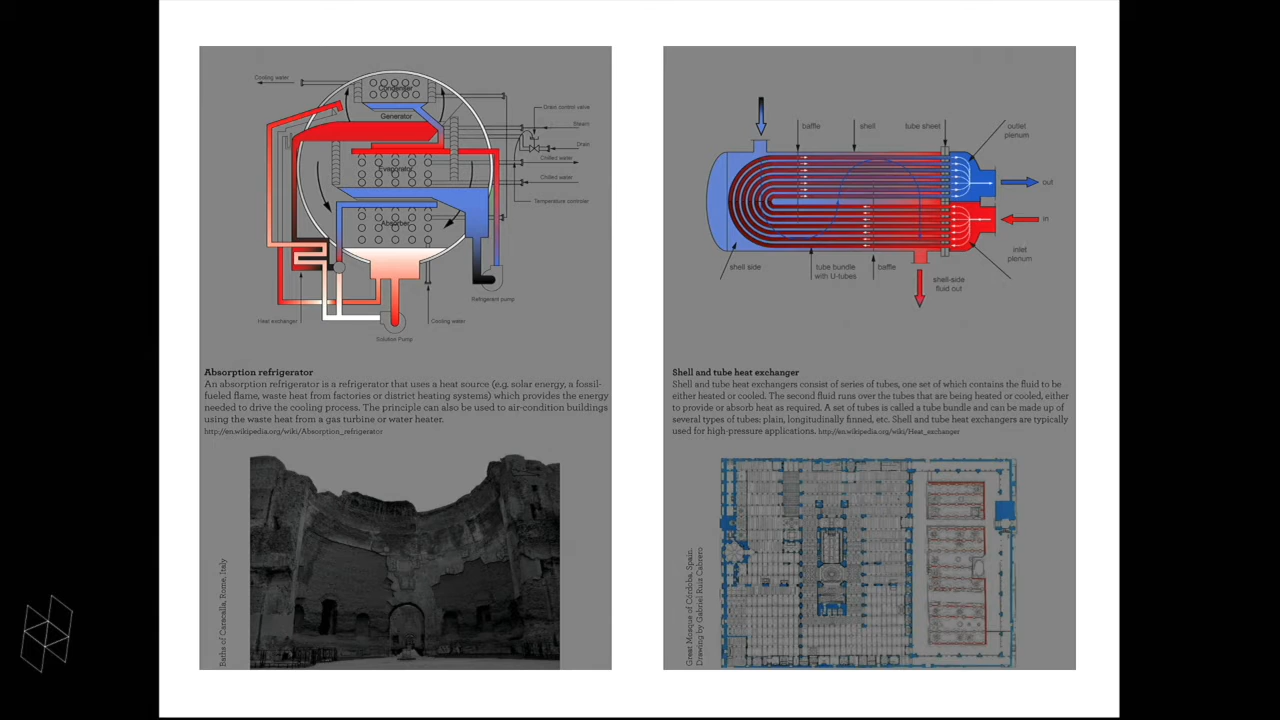 Cooling water
Condenser
Generator
Crawl control valve
Steam
Drain
Chilled water
Evaporator
Chilled water
Temperature controler
Absorber
Refrigerant pump
Heat exchanger
Cooling water
Solution Pump
Absorption refrigerator
An absorption refrigerator is a refrigerator that uses a heat source (e.g. solar energy, a fossil-
fueled flame, waste heat from factories or district heating systems) which provides the energy
needed to drive the cooling process. The principle can also be used to air-condition buildings
using the waste heat from a gas turbine or water heater.
http://en.wikipedia.org/wiki/Absorption_refrigerator
Baths of Caracalla, Rome, Italy
baffle
shell
tube sheet
outlet
plenum
out
in
inlet
plenum
shell side
tube bundle
with U-tubes
baffle
shell-side
fluid out
Shell and tube heat exchanger
Shell and tube heat exchangers consist of series of tubes, one set of which contains the fluid to be
either heated or cooled. The second fluid runs over the tubes that are being heated or cooled, either
to provide or absorb heat as required. A set of tubes is called a tube bundle and can be made up of
several types of tubes: plain, longitudinally finned, etc. Shell and tube heat exchangers are typically
used for high-pressure applications. http://en.wikipedia.org/wiki/Heat_exchanger
Great Mosque of Córdoba, Spain.
Drawing by Gabriel Ruiz Cabrero